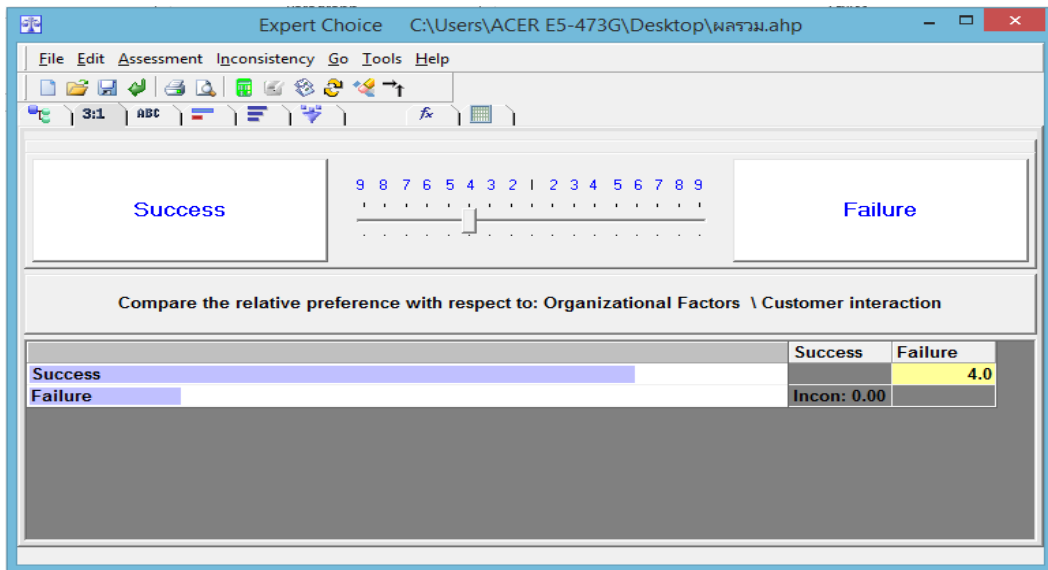 Expert Choice C:\Users\ACER E5-473G\Desktop\ผลรวม.ahp
File Edit Assessment Inconsistency Go Tools Help
3:1 ABC fx
9 8 7 6 5 4 3 2 1 2 3 4 5 6 7 8 9
Success
Failure
Compare the relative preference with respect to: Organizational Factors \ Customer interaction
Success Failure
Success 4.0
Failure Incon: 0.00